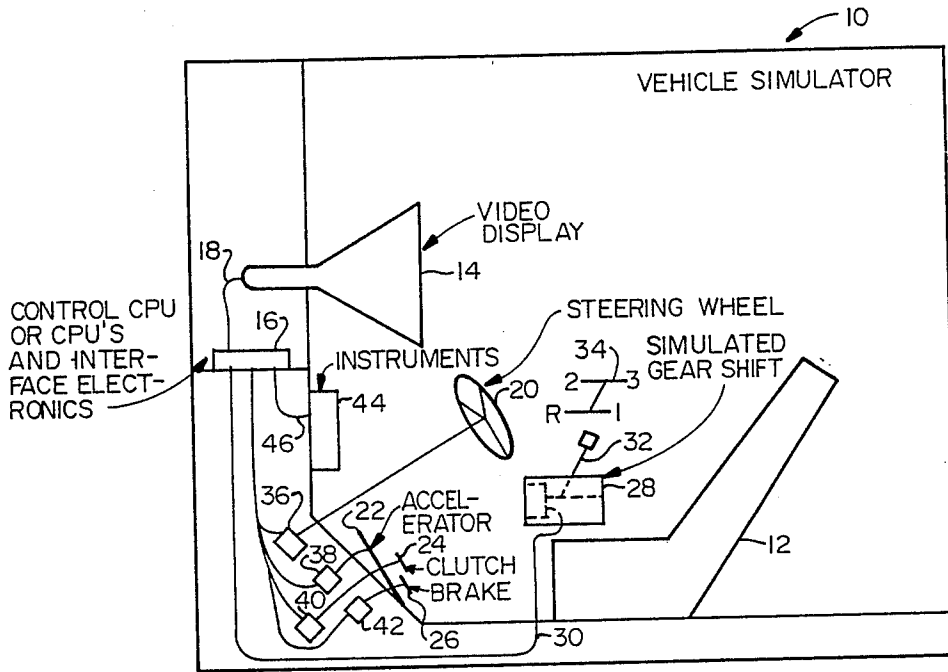 10
VEHICLE SIMULATOR
VIDEO
DISPLAY
14
18
CONTROL CPU
OR CPU'S
AND INTER-
FACE ELECT-
RONICS
16
INSTRUMENTS
44
46
STEERING WHEEL
20
SIMULATED
GEAR SHIFT
34
2 3
R 1
32
28
12
36
22
ACCEL-
ERATOR
38
24
CLUTCH
BRAKE
40
42
26
30